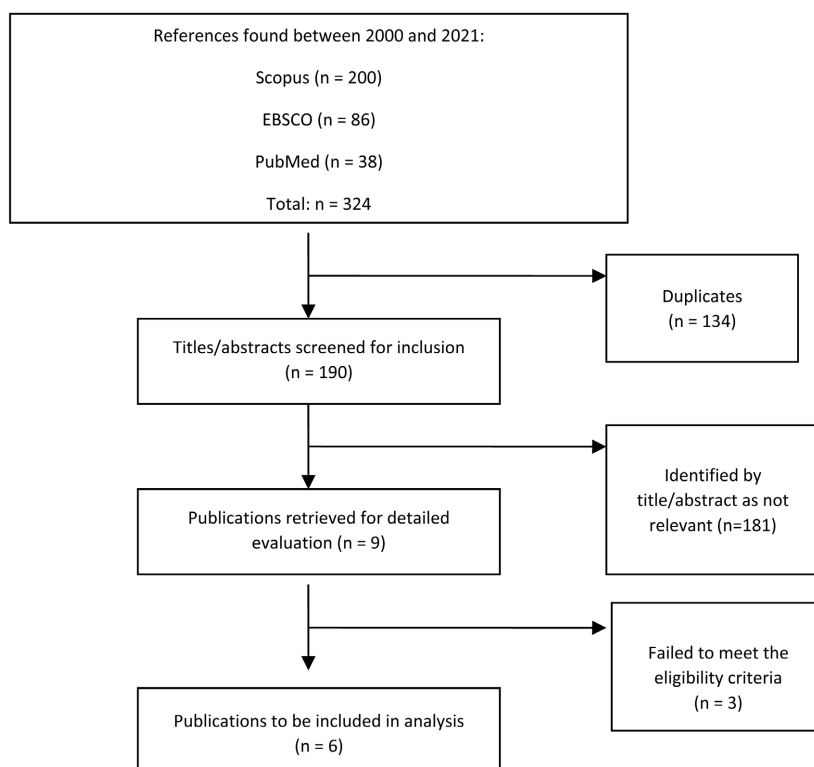 References found between 2000 and 2021:
Scopus (n = 200)
EBSCO (n = 86)
PubMed (n = 38)
Total: n = 324
Duplicates
(n = 134)
Titles/abstracts screened for inclusion
(n = 190)
Identified by
title/abstract as not
relevant (n=181)
Publications retrieved for detailed
evaluation (n = 9)
Failed to meet the
eligibility criteria
(n = 3)
Publications to be included in analysis
(n = 6)